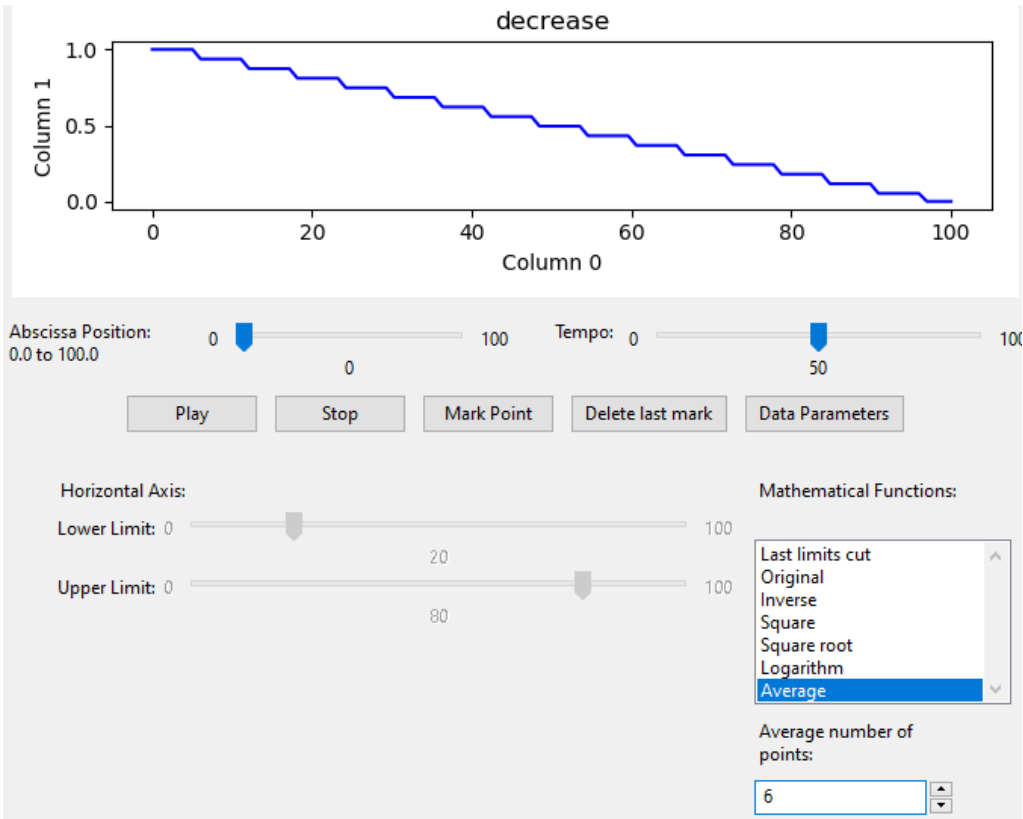 decrease
1.0
0.5
0.0
Column 1
0 20 40 60 80 100
Column 0
Abscissa Position:
0.0 to 100.0
0 100
0
Tempo: 0 100
50
Play Stop Mark Point Delete last mark Data Parameters
Horizontal Axis:
Lower Limit: 0 100
20
Upper Limit: 0 100
80
Mathematical Functions:
Last limits cut
Original
Inverse
Square
Square root
Logarithm
Average
Average number of
points:
6